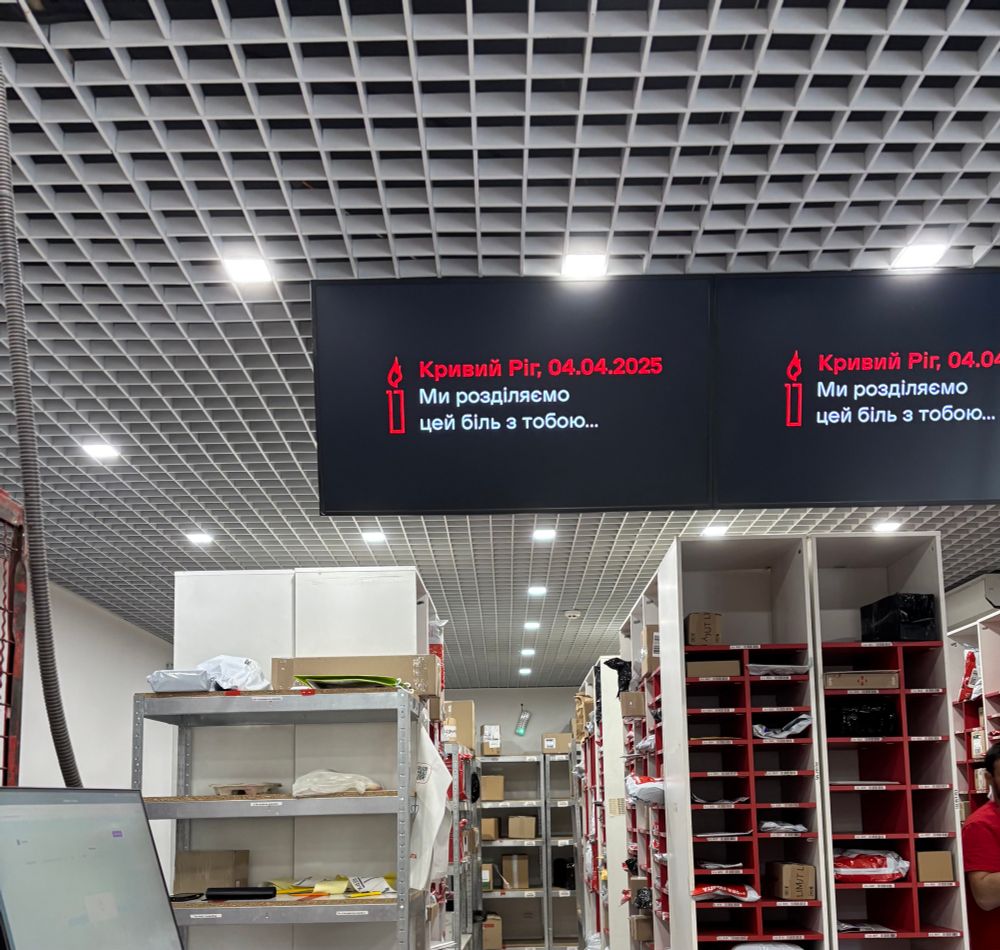 Кривий Ріг, 04.04.2025
Ми розділяємо
цей біль з тобою...
Кривий Ріг, 04.04
Ми розділяємо
цей біль з тобою...